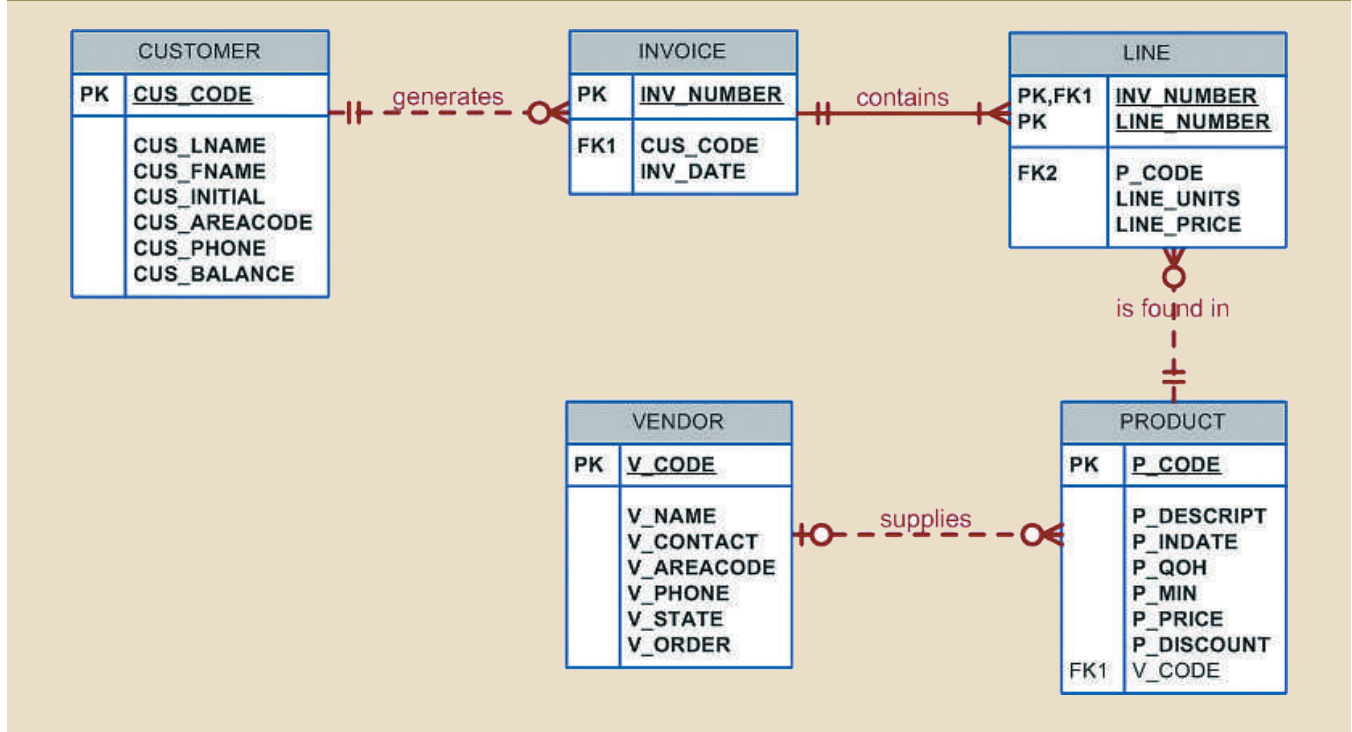 CUSTOMER
PK CUS_CODE
CUS_LNAME
CUS_FNAME
CUS_INITIAL
CUS_AREACODE
CUS_PHONE
CUS_BALANCE
generates
INVOICE
PK INV_NUMBER
FK1 CUS_CODE
INV_DATE
contains
LINE
PK,FK1 INV_NUMBER
PK LINE_NUMBER
FK2 P_CODE
LINE_UNITS
LINE_PRICE
is found in
VENDOR
PK V_CODE
V_NAME
V_CONTACT
V_AREACODE
V_PHONE
V_STATE
V_ORDER
supplies
PRODUCT
PK P_CODE
P_DESCRIPT
P_INDATE
P_QOH
P_MIN
P_PRICE
P_DISCOUNT
FK1 V_CODE